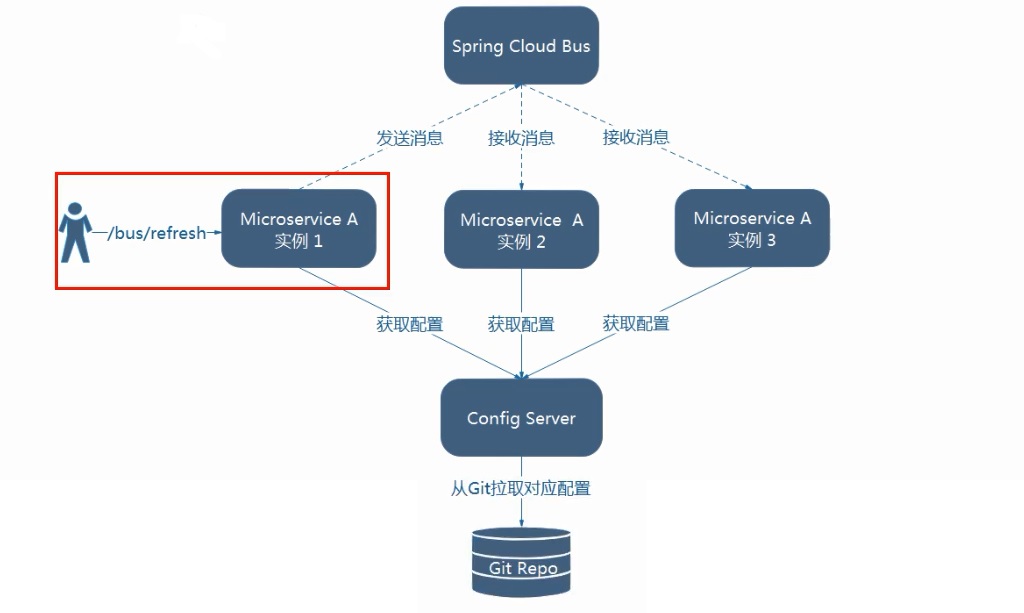 Spring Cloud Bus
发送消息
接收消息
接收消息
/bus/refresh
Microservice A
实例 1
Microservice A
实例 2
Microservice A
实例 3
获取配置
获取配置
获取配置
Config Server
从Git拉取对应配置
Git Repo